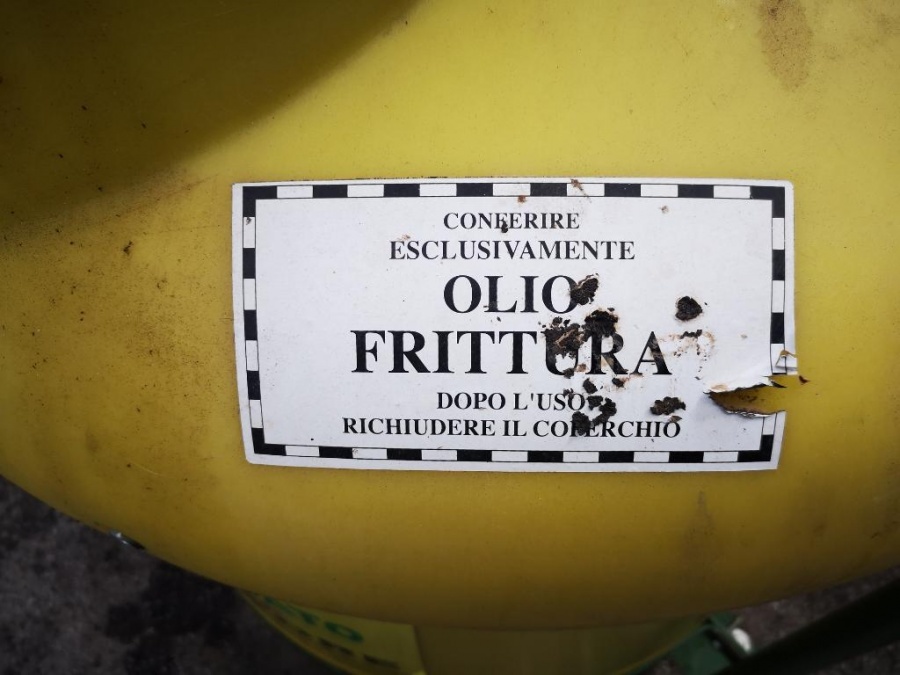 CONFERIRE
ESCLUSIVAMENTE
OLIO
FRITTURA
DOPO L'USO
RICHIUDERE IL COPERCHIO